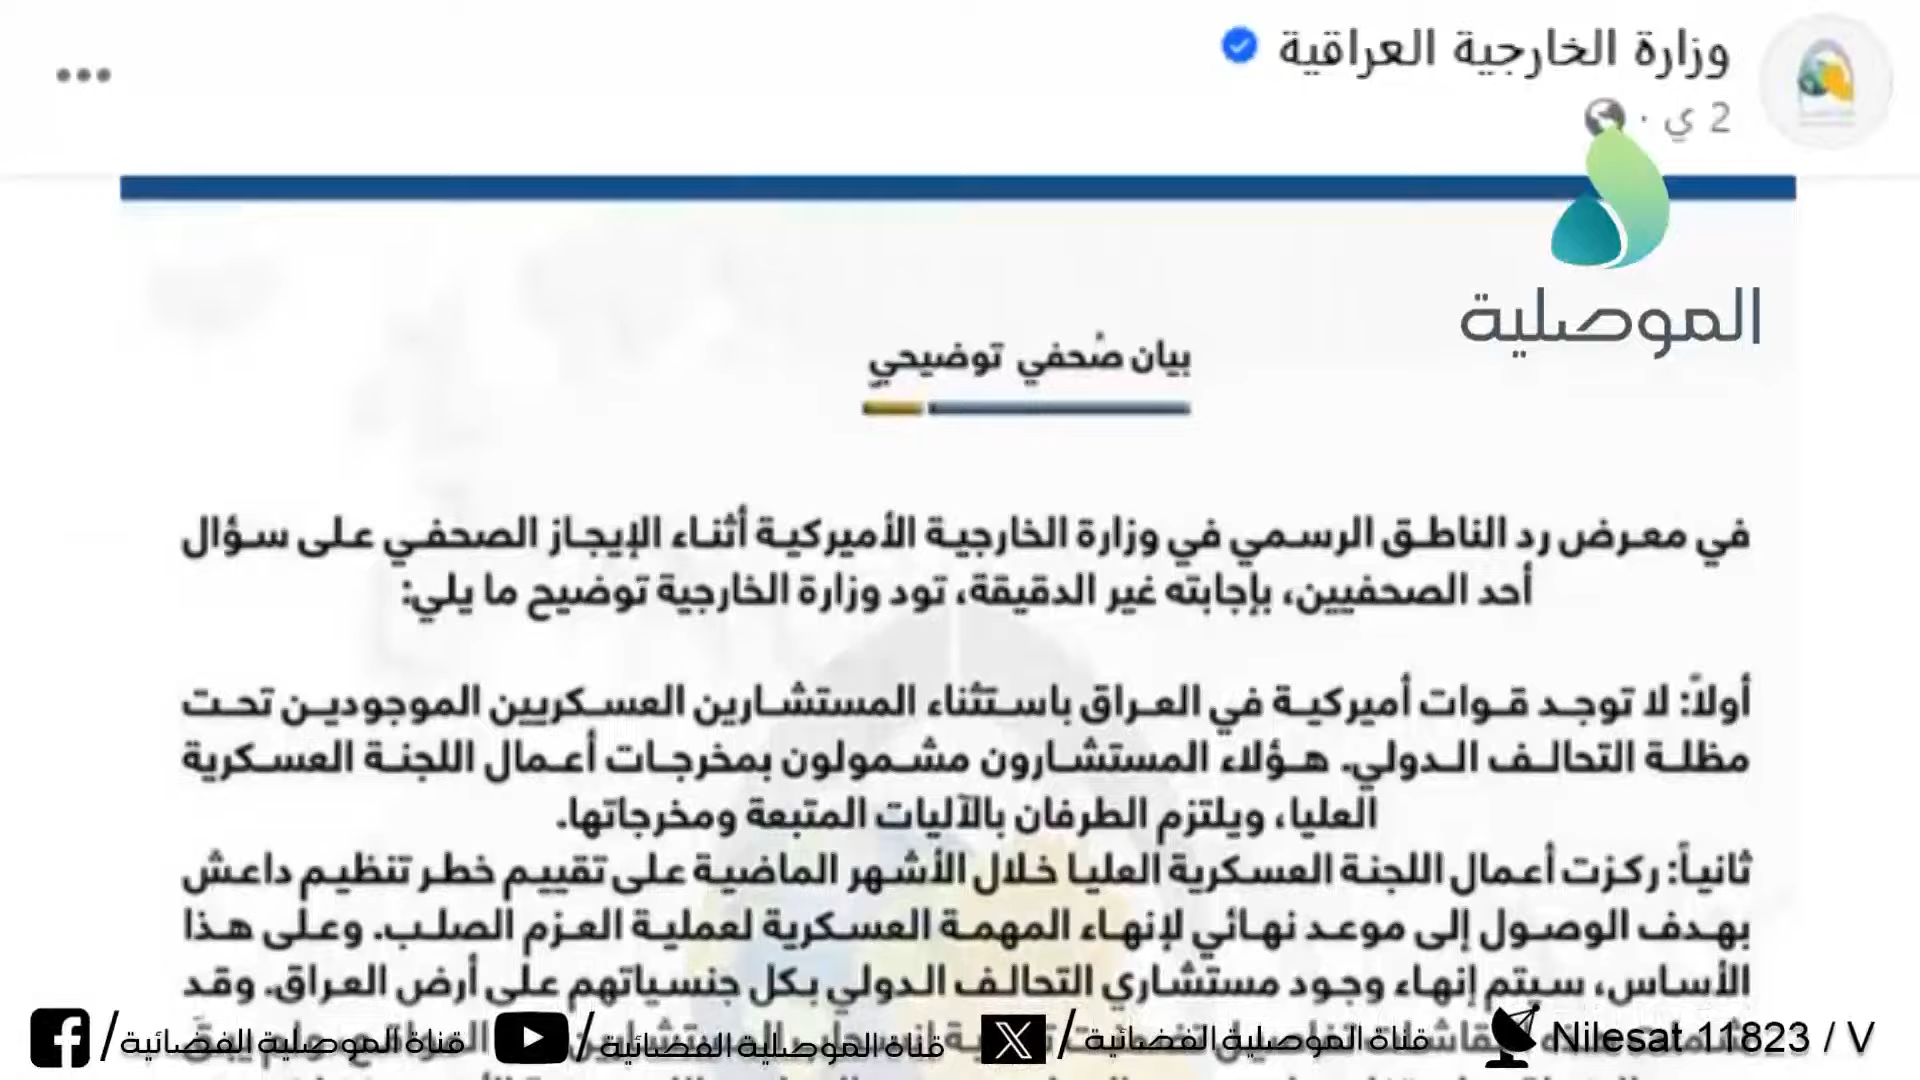 وزارة الخارجية العراقية
2 ي ·
الموصلية
بيان صُحفي توضيحي
في معرض رد الناطق الرسمي في وزارة الخارجية الأميركية أثناء الإيجاز الصحفي على سؤال
أحد الصحفيين، بإجابته غير الدقيقة، تود وزارة الخارجية توضيح ما يلي:
أولاً: لا توجد قوات أميركية في العراق باستثناء المستشارين العسكريين الموجودين تحت
مظلة التحالف الدولي. هؤلاء المستشارون مشمولون بمخرجات أعمال اللجنة العسكرية
العليا، ويلتزم الطرفان بالآليات المتبعة ومخرجاتها.
ثانياً: ركزت أعمال اللجنة العسكرية العليا خلال الأشهر الماضية على تقييم خطر تنظيم داعش
بهدف الوصول إلى موعد نهائي لإنهاء المهمة العسكرية لعملية العزم الصلب. وعلى هذا
الأساس، سيتم إنهاء وجود مستشاري التحالف الدولي بكل جنسياتهم على أرض العراق. وقد
/قناة الموصلية الفضائية
/قناة الموصلية الفضائية
/قناة الموصلية الفضائية
Nilesat 11823 / V